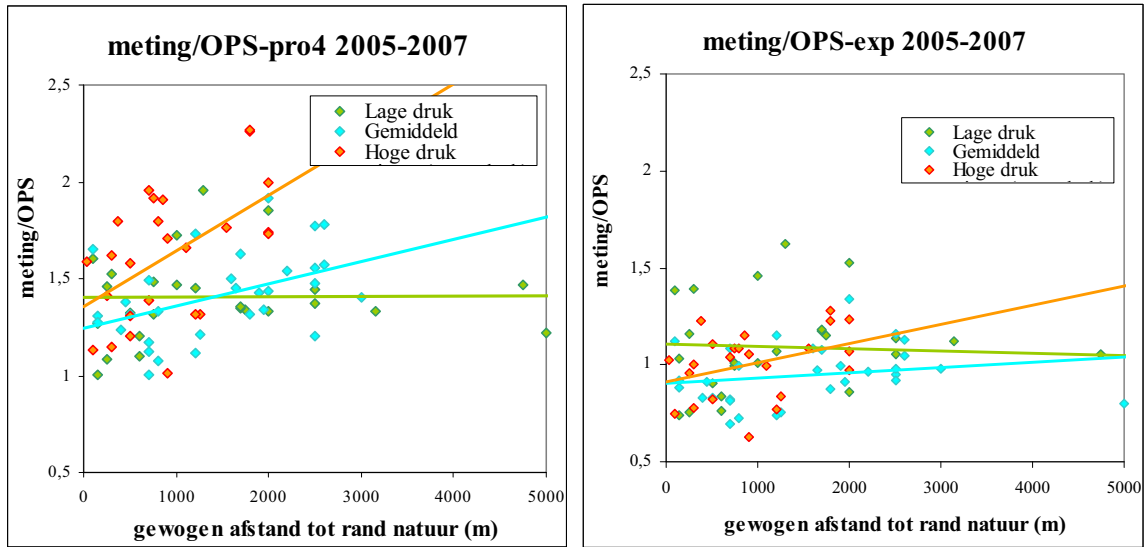 meting/OPS-pro4 2005-2007
2,5
2
1,5
1
0,5
meting/OPS
Lage druk
Gemiddeld
Hoge druk
0 1000 2000 3000 4000 5000
gewogen afstand tot rand natuur (m)
meting/OPS-exp 2005-2007
2,5
2
1,5
1
0,5
meting/OPS
Lage druk
Gemiddeld
Hoge druk
0 1000 2000 3000 4000 5000
gewogen afstand tot rand natuur (m)